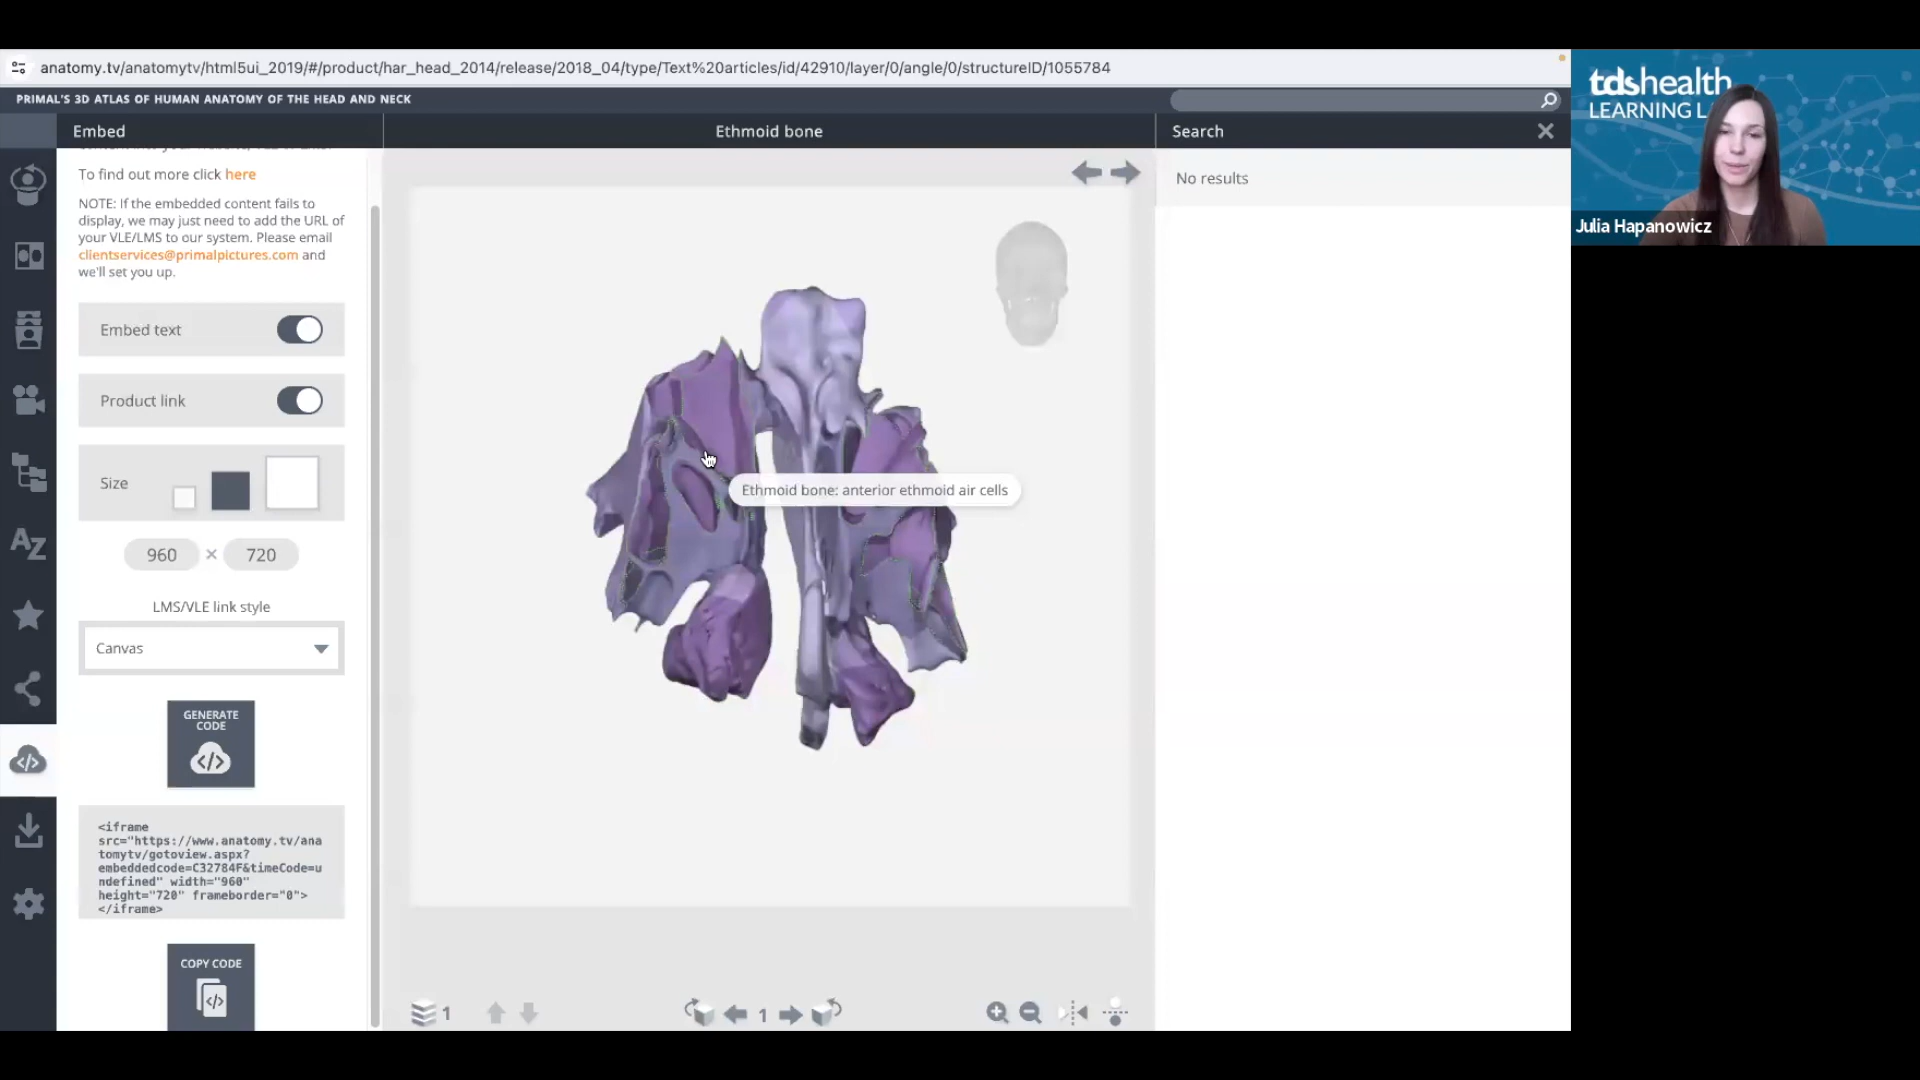 anatomy.tv/anatomytv/html5ui_2019/#/product/har_head_2014/release/2018_04/type/Text%20articles/id/42910/layer/0/angle/0/structureID/1055784
PRIMAL'S 3D ATLAS OF HUMAN ANATOMY OF THE HEAD AND NECK
Embed
Ethmoid bone
Search
To find out more click here
NOTE: If the embedded content fails to
display, we may just need to add the URL of
your VLE/LMS to our system. Please email
clientservices@primalpictures.com and
we'll set you up.
Embed text
Product link
Size
960 × 720
LMS/VLE link style
Canvas
GENERATE
CODE
<iframe
src="https://www.anatomy.tv/ana
tomytv/gotoview.aspx?
embeddedcode=C32784F&timeCode=u
ndefined" width="960"
height="720" frameborder="0">
</iframe>
COPY CODE
AZ
Ethmoid bone: anterior ethmoid air cells
1
1
No results
tdshealth
LEARNING L
Julia Hapanowicz